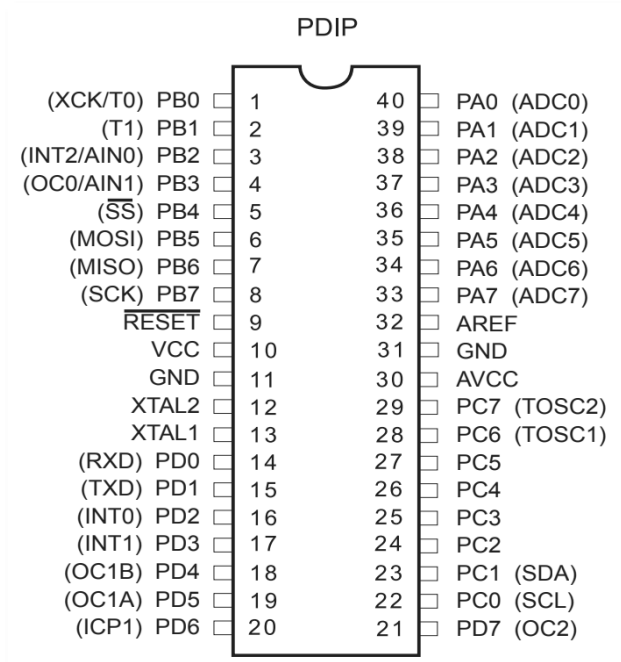 PDIP
(XCK/T0) PB0 1 40 PA0 (ADC0)
(T1) PB1 2 39 PA1 (ADC1)
(INT2/AIN0) PB2 3 38 PA2 (ADC2)
(OC0/AIN1) PB3 4 37 PA3 (ADC3)
(S̅S̅) PB4 5 36 PA4 (ADC4)
(MOSI) PB5 6 35 PA5 (ADC5)
(MISO) PB6 7 34 PA6 (ADC6)
(SCK) PB7 8 33 PA7 (ADC7)
R̅E̅S̅E̅T̅ 9 32 AREF
VCC 10 31 GND
GND 11 30 AVCC
XTAL2 12 29 PC7 (TOSC2)
XTAL1 13 28 PC6 (TOSC1)
(RXD) PD0 14 27 PC5
(TXD) PD1 15 26 PC4
(INT0) PD2 16 25 PC3
(INT1) PD3 17 24 PC2
(OC1B) PD4 18 23 PC1 (SDA)
(OC1A) PD5 19 22 PC0 (SCL)
(ICP1) PD6 20 21 PD7 (OC2)